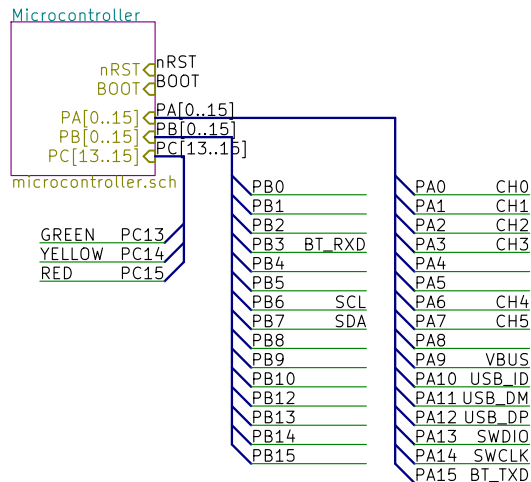 Microcontroller
nRST nRST
BOOT BOOT
PA[0..15] PA[0..15]
PB[0..15] PB[0..15]
PC[13..15] PC[13..15]
microcontroller.sch
GREEN PC13
YELLOW PC14
RED PC15
PB0
PB1
PB2
PB3 BT_RXD
PB4
PB5
PB6 SCL
PB7 SDA
PB8
PB9
PB10
PB12
PB13
PB14
PB15
PA0 CH0
PA1 CH1
PA2 CH2
PA3 CH3
PA4
PA5
PA6 CH4
PA7 CH5
PA8
PA9 VBUS
PA10 USB_ID
PA11 USB_DM
PA12 USB_DP
PA13 SWDIO
PA14 SWCLK
PA15 BT_TXD